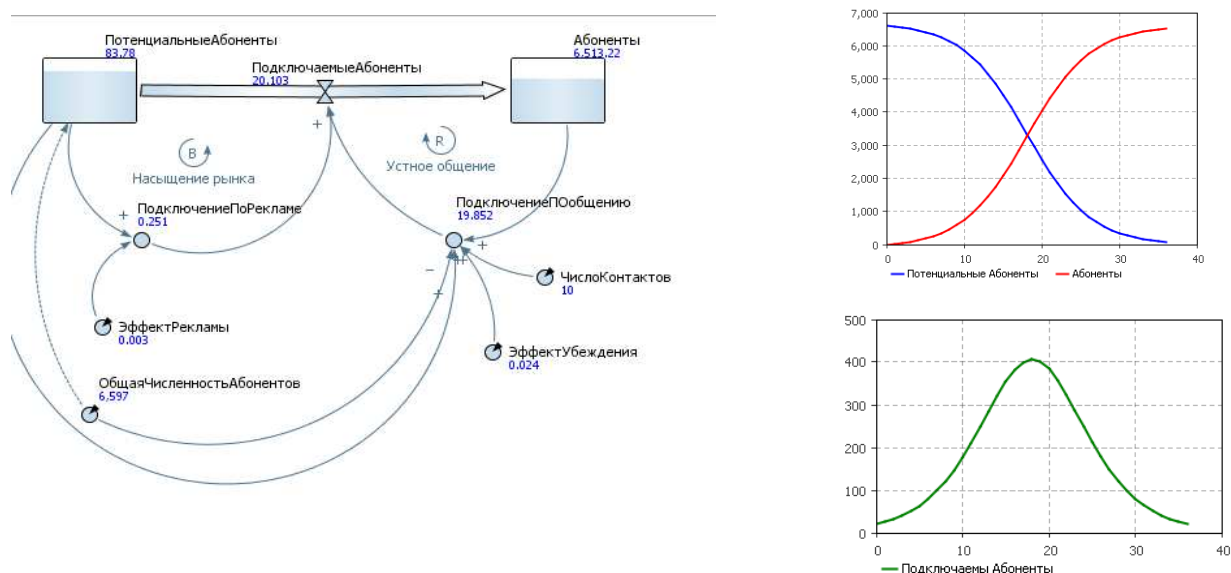 ПотенциальныеАбоненты
83.78
ПодключаемыеАбоненты
20.103
Абоненты
6,513.22
+
B
Насыщение рынка
R
Устное общение
+
ПодключениеПоРекламе
0.251
ПодключениеПОобщению
19.852
+
++
−
+
ЧислоКонтактов
10
ЭффектРекламы
0.003
ЭффектУбеждения
0.024
ОбщаяЧисленностьАбонентов
6,597
7,000
6,000
5,000
4,000
3,000
2,000
1,000
0
0 10 20 30 40
Потенциальные Абоненты Абоненты
500
400
300
200
100
0
0 10 20 30 40
Подключаемы Абоненты